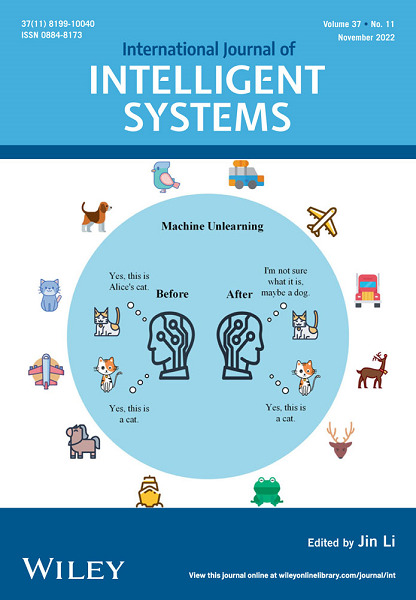 37(11) 8199-10040
ISSN 0884-8173
Volume 37 • No. 11
November 2022
International Journal of
INTELLIGENT
SYSTEMS
Machine Unlearning
Yes, this is
Alice's cat.
Before
After
I'm not sure
what it is,
maybe a dog.
Yes, this is
a cat.
Yes, this is
a cat.
Edited by Jin Li
WILEY
View this journal online at wileyonlinelibrary.com/journal/int